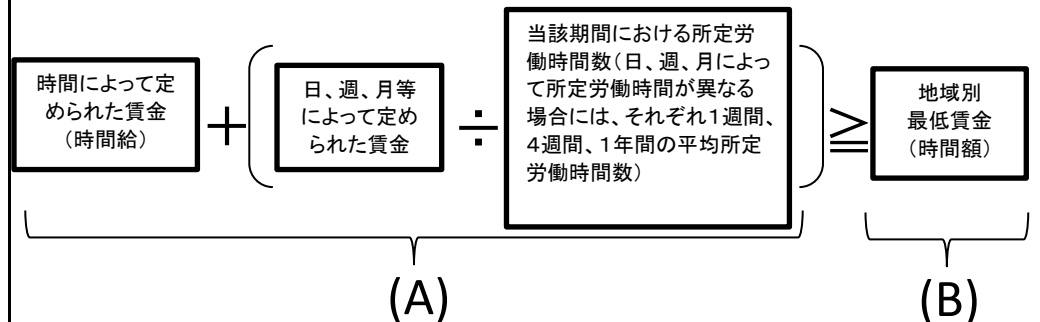 時間によって定
められた賃金
（時間給）
＋
日、週、月等
によって定め
られた賃金
÷
当該期間における所定労
働時間数（日、週、月によっ
て所定労働時間が異なる
場合には、それぞれ１週間、
４週間、１年間の平均所定
労働時間数）
≧
地域別
最低賃金
（時間額）
(A)
(B)